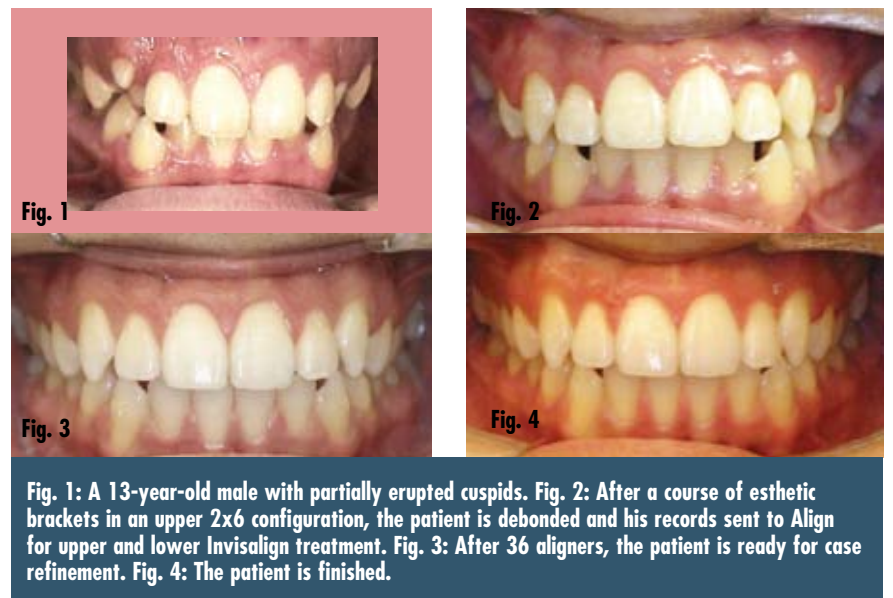 Fig. 1
Fig. 2
Fig. 3
Fig. 4
Fig. 1: A 13-year-old male with partially erupted cuspids. Fig. 2: After a course of esthetic
brackets in an upper 2x6 configuration, the patient is debonded and his records sent to Align
for upper and lower Invisalign treatment. Fig. 3: After 36 aligners, the patient is ready for case
refinement. Fig. 4: The patient is finished.